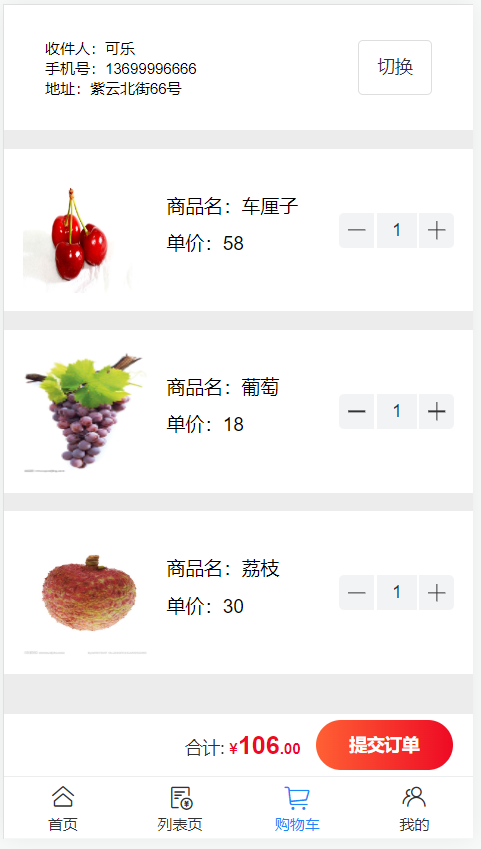 收件人：可乐
手机号：13699996666
地址：紫云北街66号
切换
商品名：车厘子
单价：58
1
商品名：葡萄
单价：18
1
商品名：荔枝
单价：30
1
合计: ¥106.00
提交订单
首页
列表页
购物车
我的